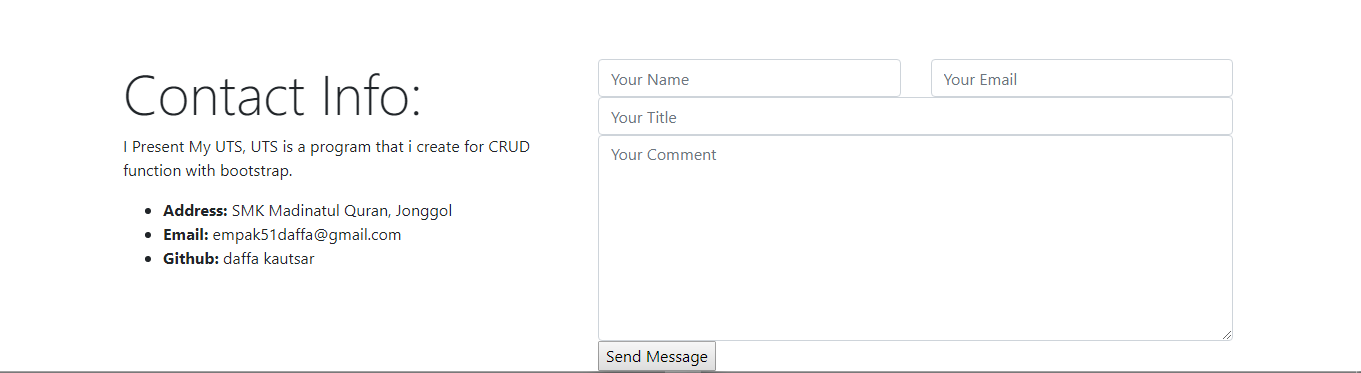 Contact Info:
I Present My UTS, UTS is a program that i create for CRUD
function with bootstrap.
Address: SMK Madinatul Quran, Jonggol
Email: empak51daffa@gmail.com
Github: daffa kautsar
Your Name
Your Email
Your Title
Your Comment
Send Message